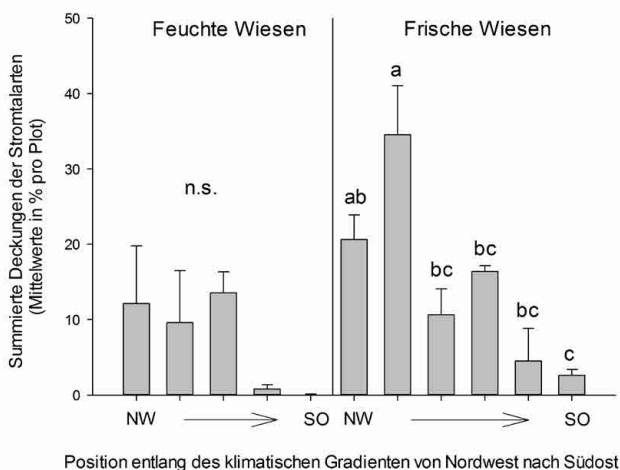 Summierte Deckungen der Stromtalarten
(Mittelwerte in % pro Plot)
50
40
30
20
10
0
Feuchte Wiesen
Frische Wiesen
n.s.
ab
a
bc
bc
bc
c
NW
SO
NW
SO
Position entlang des klimatischen Gradienten von Nordwest nach Südost